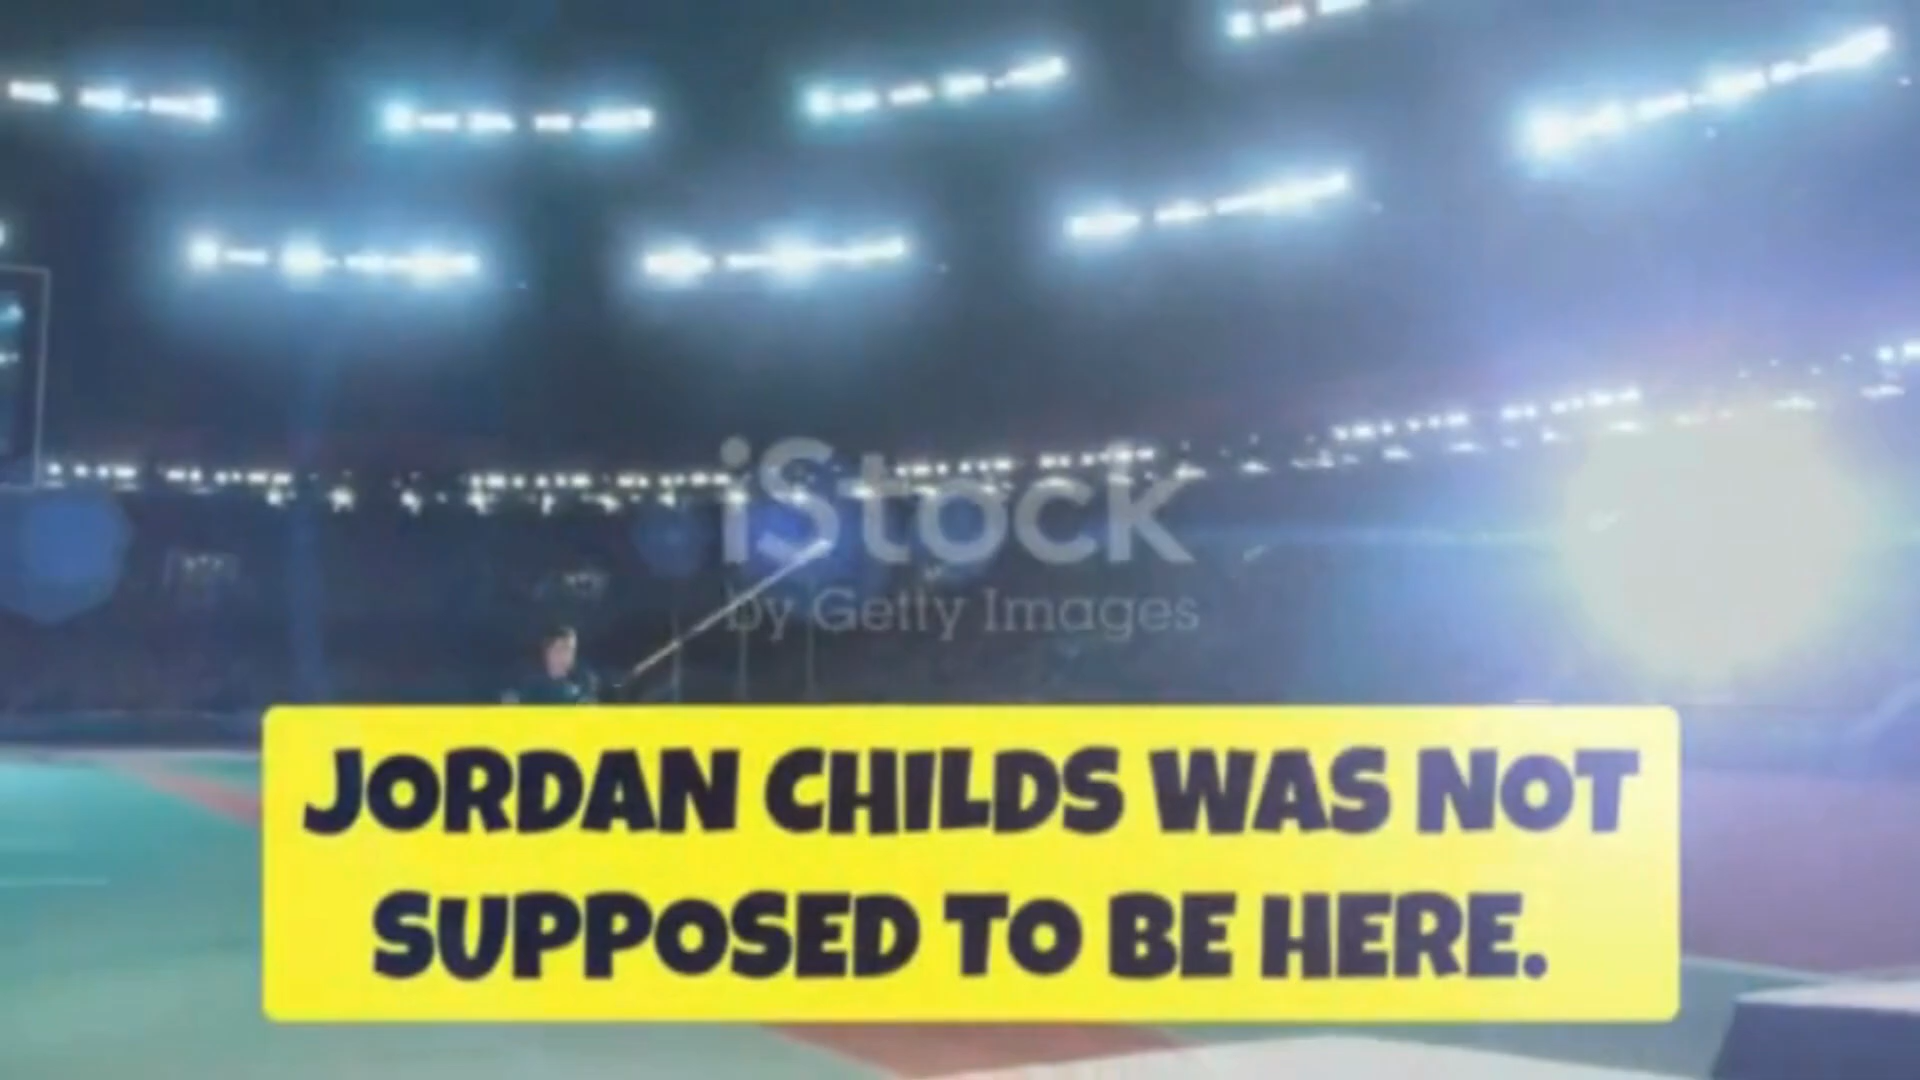 iStock
by Getty Images
JORDAN CHILDS WAS NOT
SUPPOSED TO BE HERE.